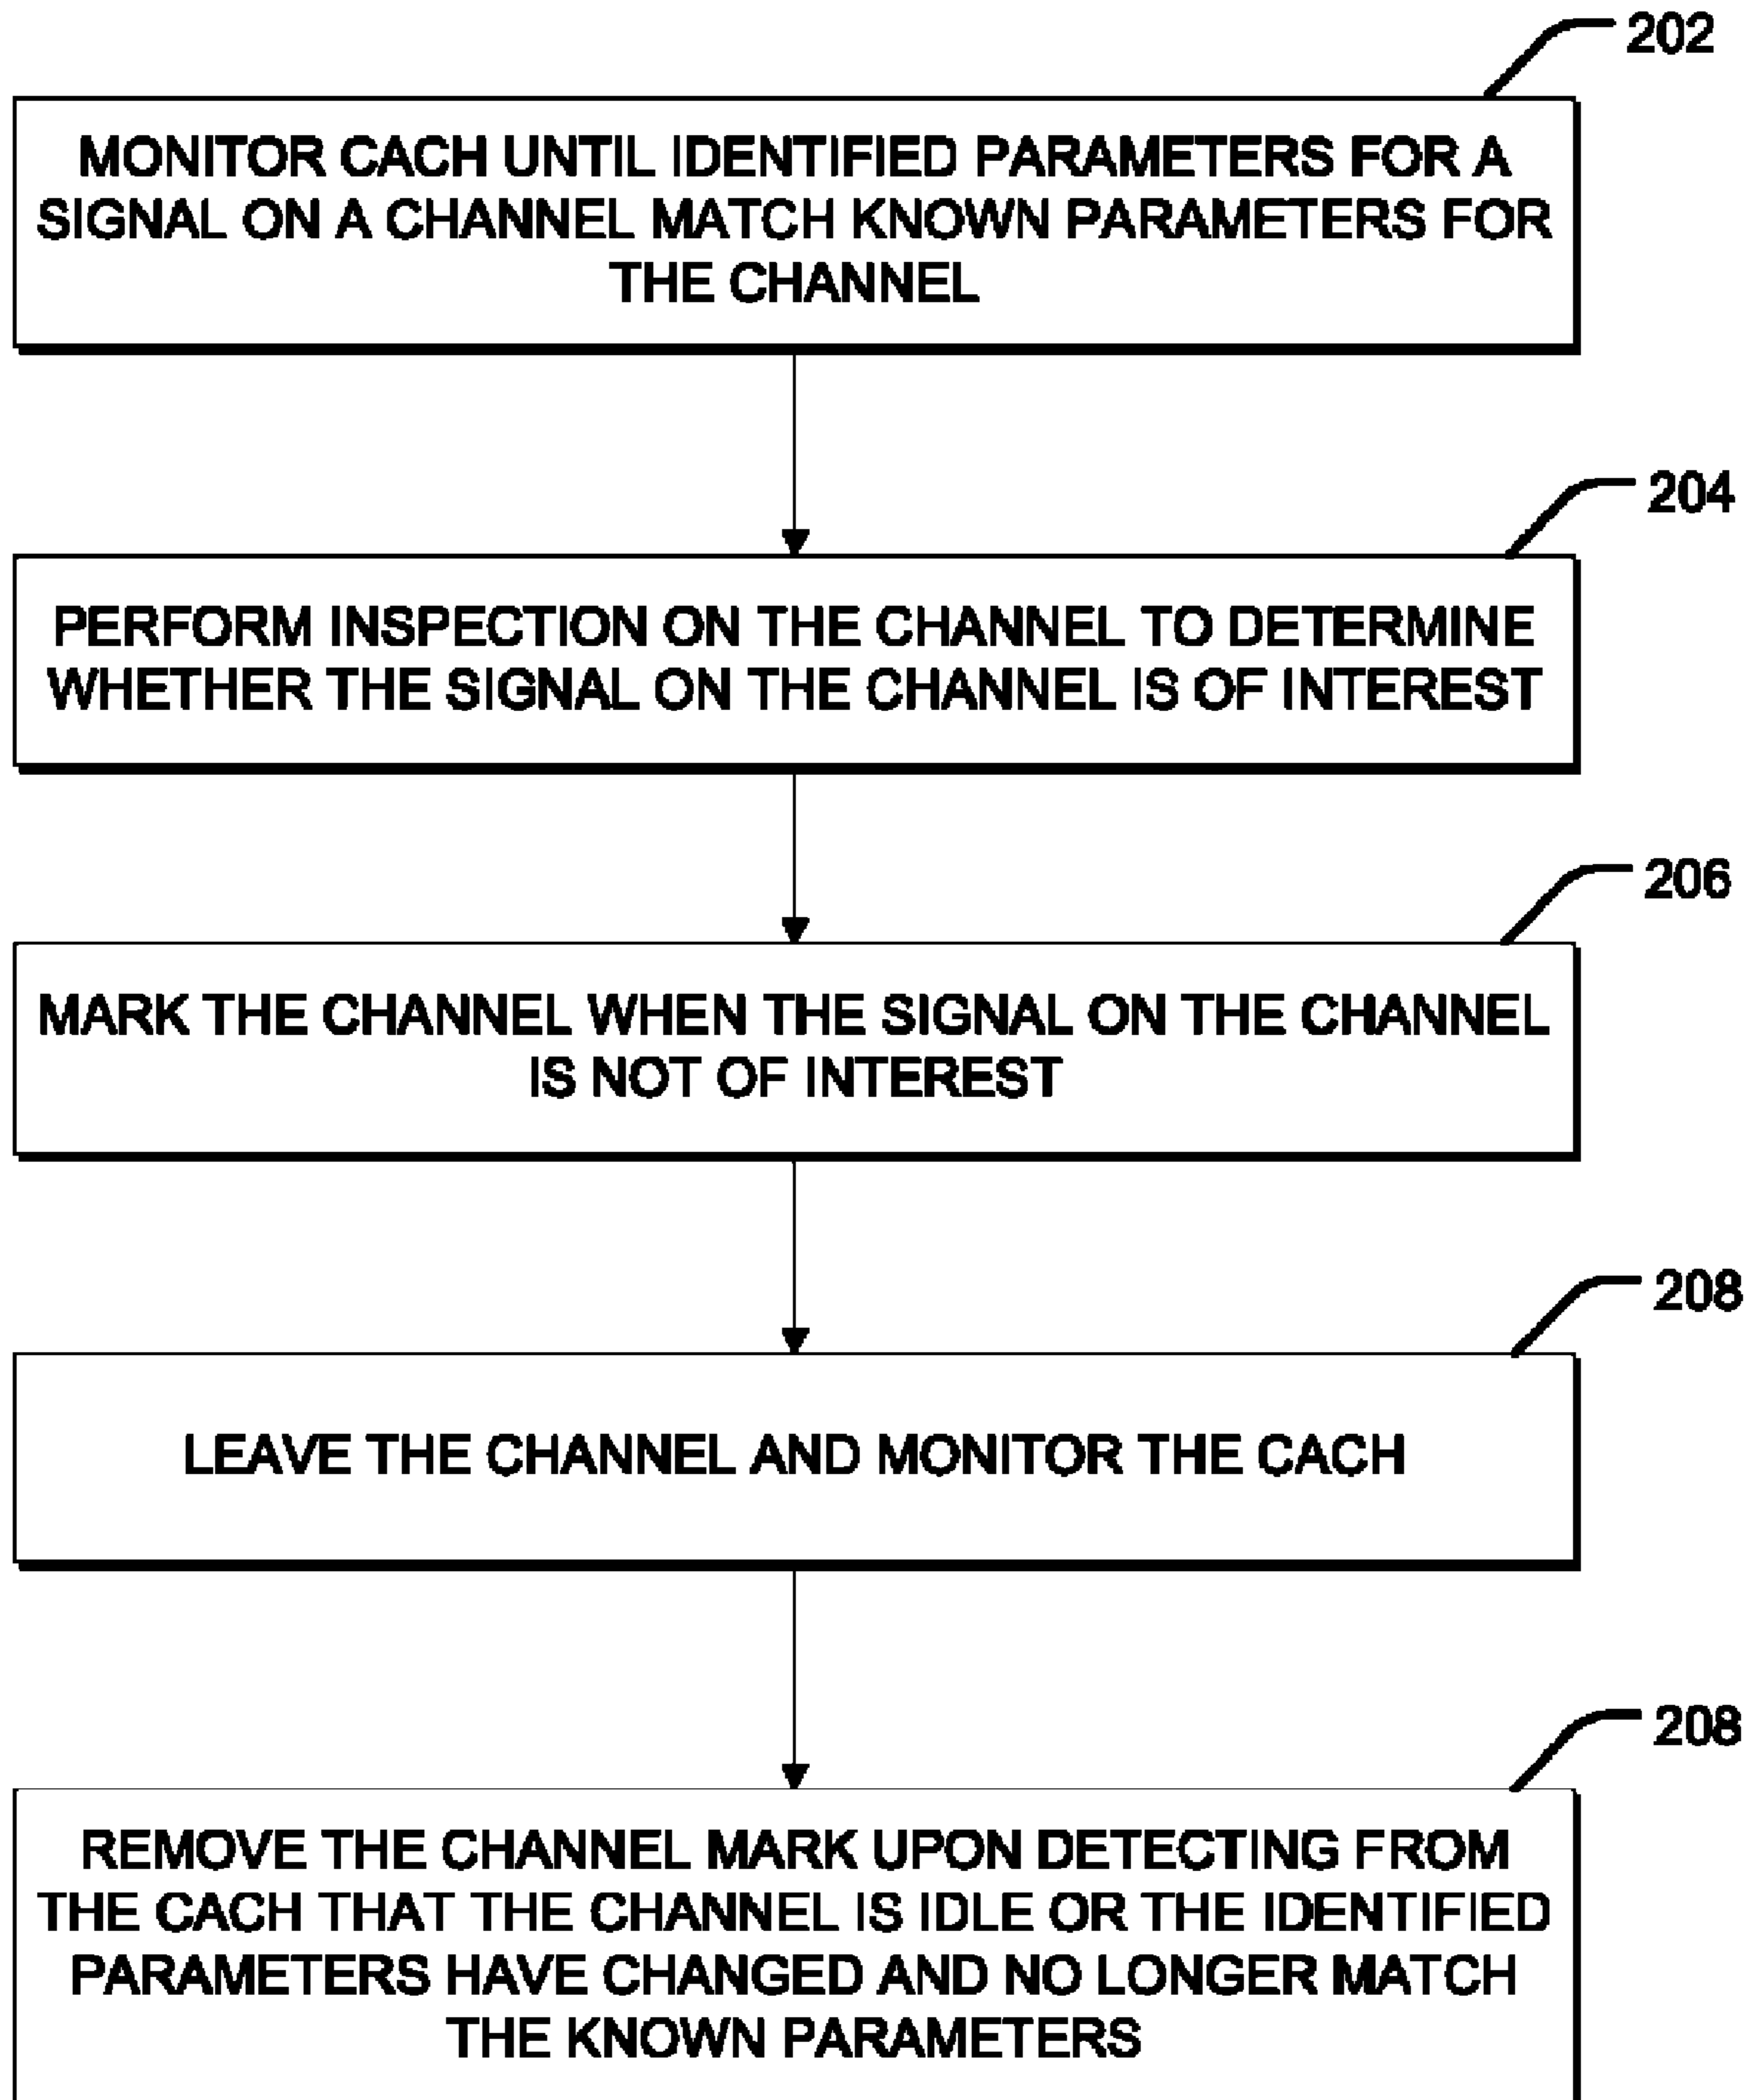 202
MONITOR CACH UNTIL IDENTIFIED PARAMETERS FOR A
SIGNAL ON A CHANNEL MATCH KNOWN PARAMETERS FOR
THE CHANNEL
204
PERFORM INSPECTION ON THE CHANNEL TO DETERMINE
WHETHER THE SIGNAL ON THE CHANNEL IS OF INTEREST
206
MARK THE CHANNEL WHEN THE SIGNAL ON THE CHANNEL
IS NOT OF INTEREST
208
LEAVE THE CHANNEL AND MONITOR THE CACH
208
REMOVE THE CHANNEL MARK UPON DETECTING FROM
THE CACH THAT THE CHANNEL IS IDLE OR THE IDENTIFIED
PARAMETERS HAVE CHANGED AND NO LONGER MATCH
THE KNOWN PARAMETERS